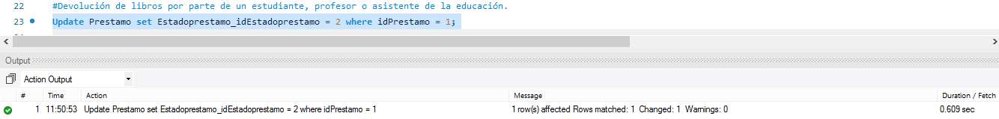 22 #Devolución de libros por parte de un estudiante, profesor o asistente de la educación.
23 Update Prestamo set Estadoprestamo_idEstadoprestamo = 2 where idPrestamo = 1;
Output
Action Output
# Time Action Message Duration / Fetch
1 11:50:53 Update Prestamo set Estadoprestamo_idEstadoprestamo = 2 where idPrestamo = 1 1 row(s) affected Rows matched: 1 Changed: 1 Warnings: 0 0.609 sec